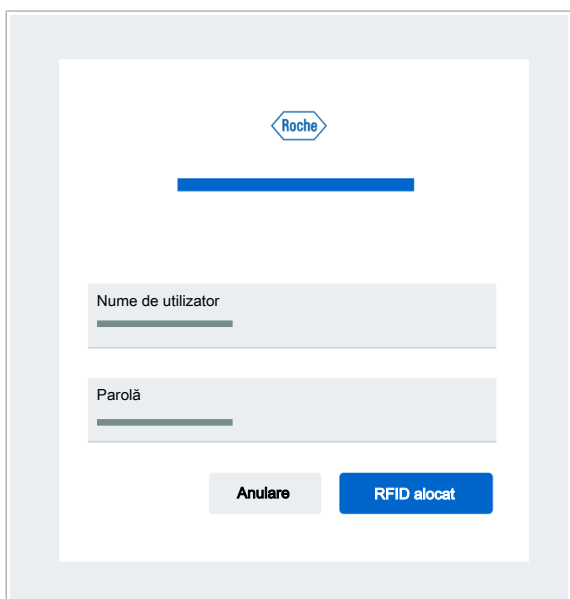 Roche
Nume de utilizator
Parolă
Anulare
RFID alocat